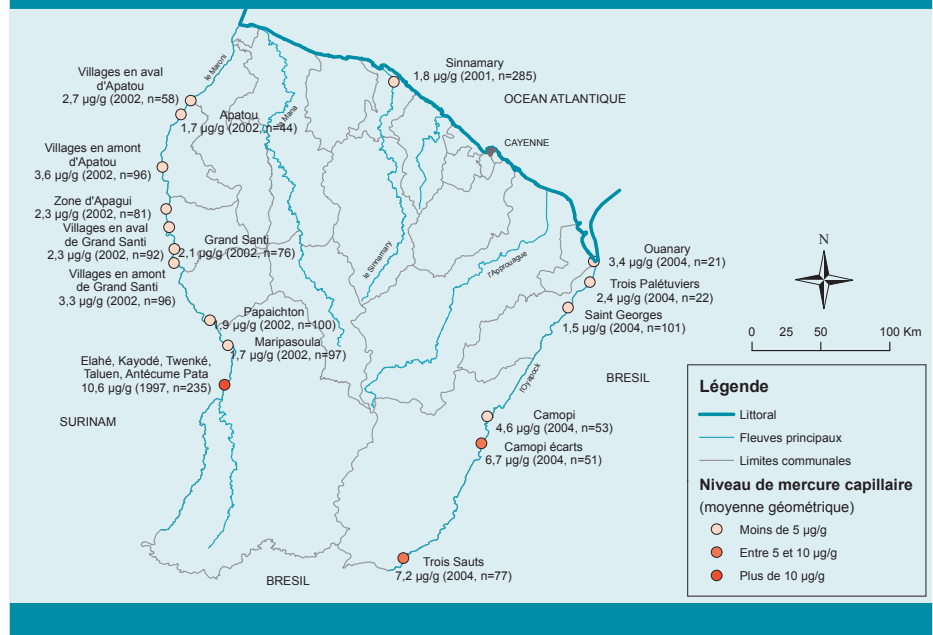 le Maroni
Sinnamary
1,8 µg/g (2001, n=285)
Villages en aval
d'Apatou
2,7 µg/g (2002, n=58)
OCEAN ATLANTIQUE
la Mana
Apatou
1,7 µg/g (2002, n=44)
CAYENNE
Villages en amont
d'Apatou
3,6 µg/g (2002, n=96)
Zone d'Apagui
2,3 µg/g (2002, n=81)
Villages en aval
de Grand Santi
2,3 µg/g (2002, n=92)
Grand Santi
2,1 µg/g (2002, n=76)
le Sinnamary
l'Approuague
Ouanary
3,4 µg/g (2004, n=21)
N
Villages en amont
de Grand Santi
3,3 µg/g (2002, n=96)
Trois Palétuviers
2,4 µg/g (2004, n=22)
Saint Georges
1,5 µg/g (2004, n=101)
Papaichton
1,9 µg/g (2002, n=100)
0 25 50 100 Km
Maripasoula
1,7 µg/g (2002, n=97)
Elahé, Kayodé, Twenké,
Taluen, Antécume Pata
10,6 µg/g (1997, n=235)
l'Oyapock
BRESIL
SURINAM
Camopi
4,6 µg/g (2004, n=53)
Camopi écarts
6,7 µg/g (2004, n=51)
Trois Sauts
7,2 µg/g (2004, n=77)
BRESIL
Légende
Littoral
Fleuves principaux
Limites communales
Niveau de mercure capillaire
(moyenne géométrique)
Moins de 5 µg/g
Entre 5 et 10 µg/g
Plus de 10 µg/g